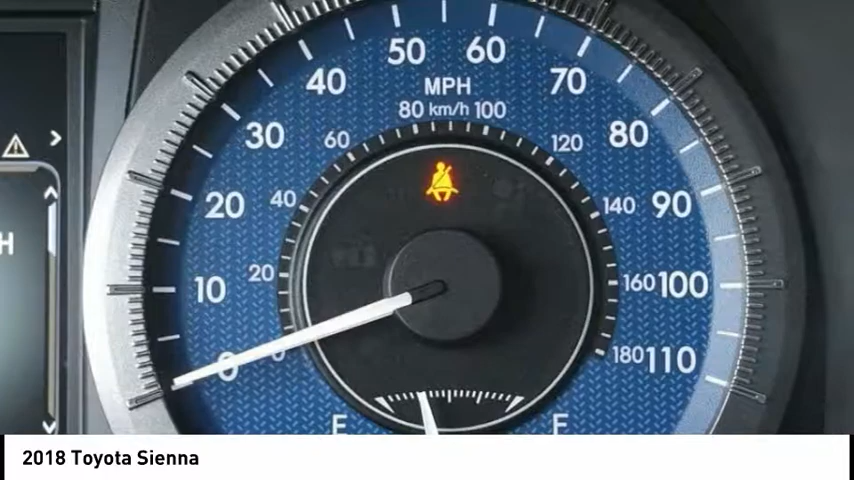 50 60
40 MPH 70
80 km/h 100
30 60 120 80
20 40 140 90
H
10 20 160 100
0 0 180 110
E F
2018 Toyota Sienna